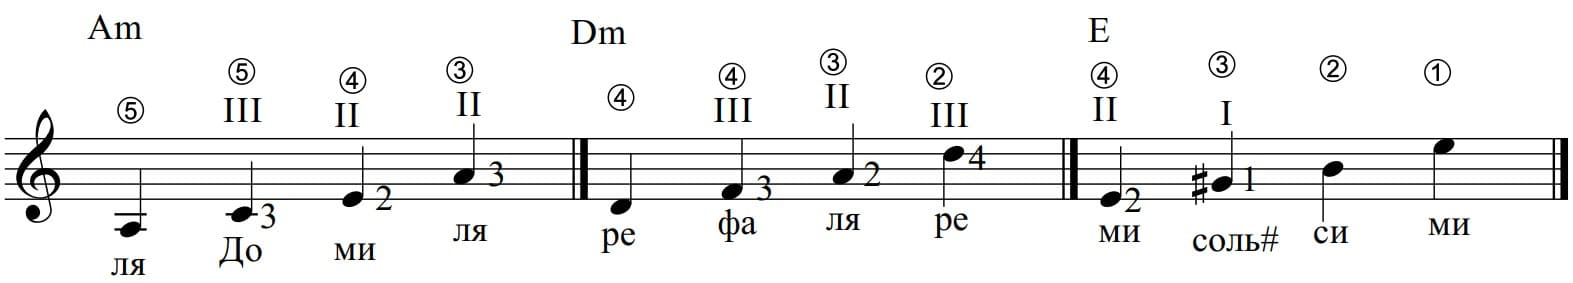 Am Dm E
⑤ ⑤ ④ ③ ④ ④ ③ ② ④ ③ ② ①
III II II III II III II I
3 2 3 3 2 4 2 1
ля До ми ля ре фа ля ре ми соль# си ми